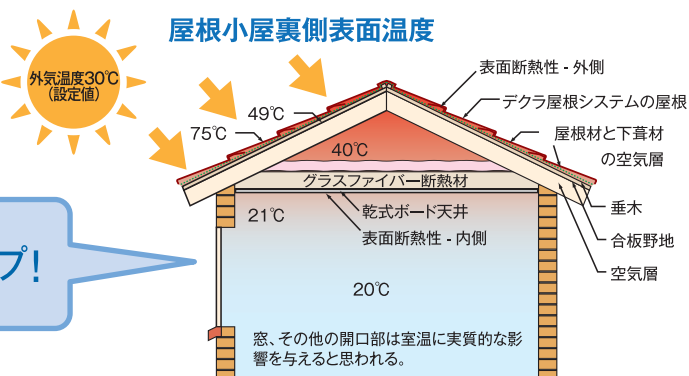 屋根小屋裏側表面温度
外気温度30℃
（設定値）
表面断熱性 - 外側
デクラ屋根システムの屋根
屋根材と下葺材
の空気層
49℃
75℃
40℃
グラスファイバー断熱材
21℃
乾式ボード天井
表面断熱性 - 内側
垂木
合板野地
空気層
プ!
20℃
窓、その他の開口部は室温に実質的な影
響を与えると思われる。